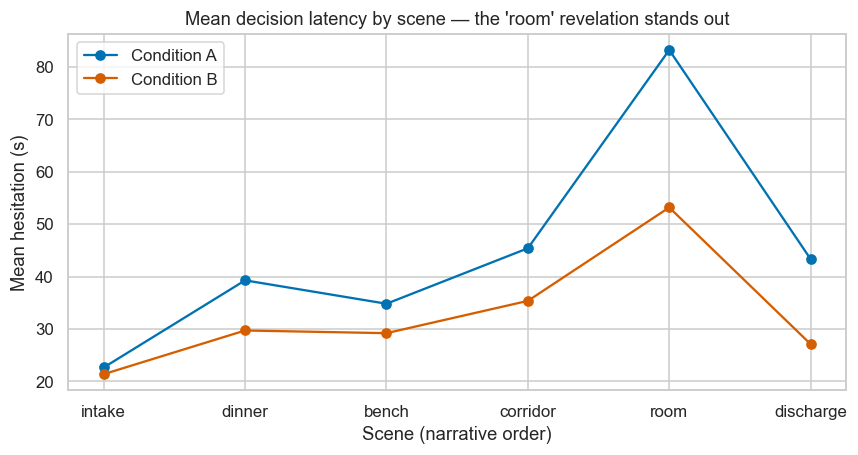 Mean decision latency by scene — the 'room' revelation stands out
Condition A
Condition B
Mean hesitation (s)
80
70
60
50
40
30
20
intake dinner bench corridor room discharge
Scene (narrative order)